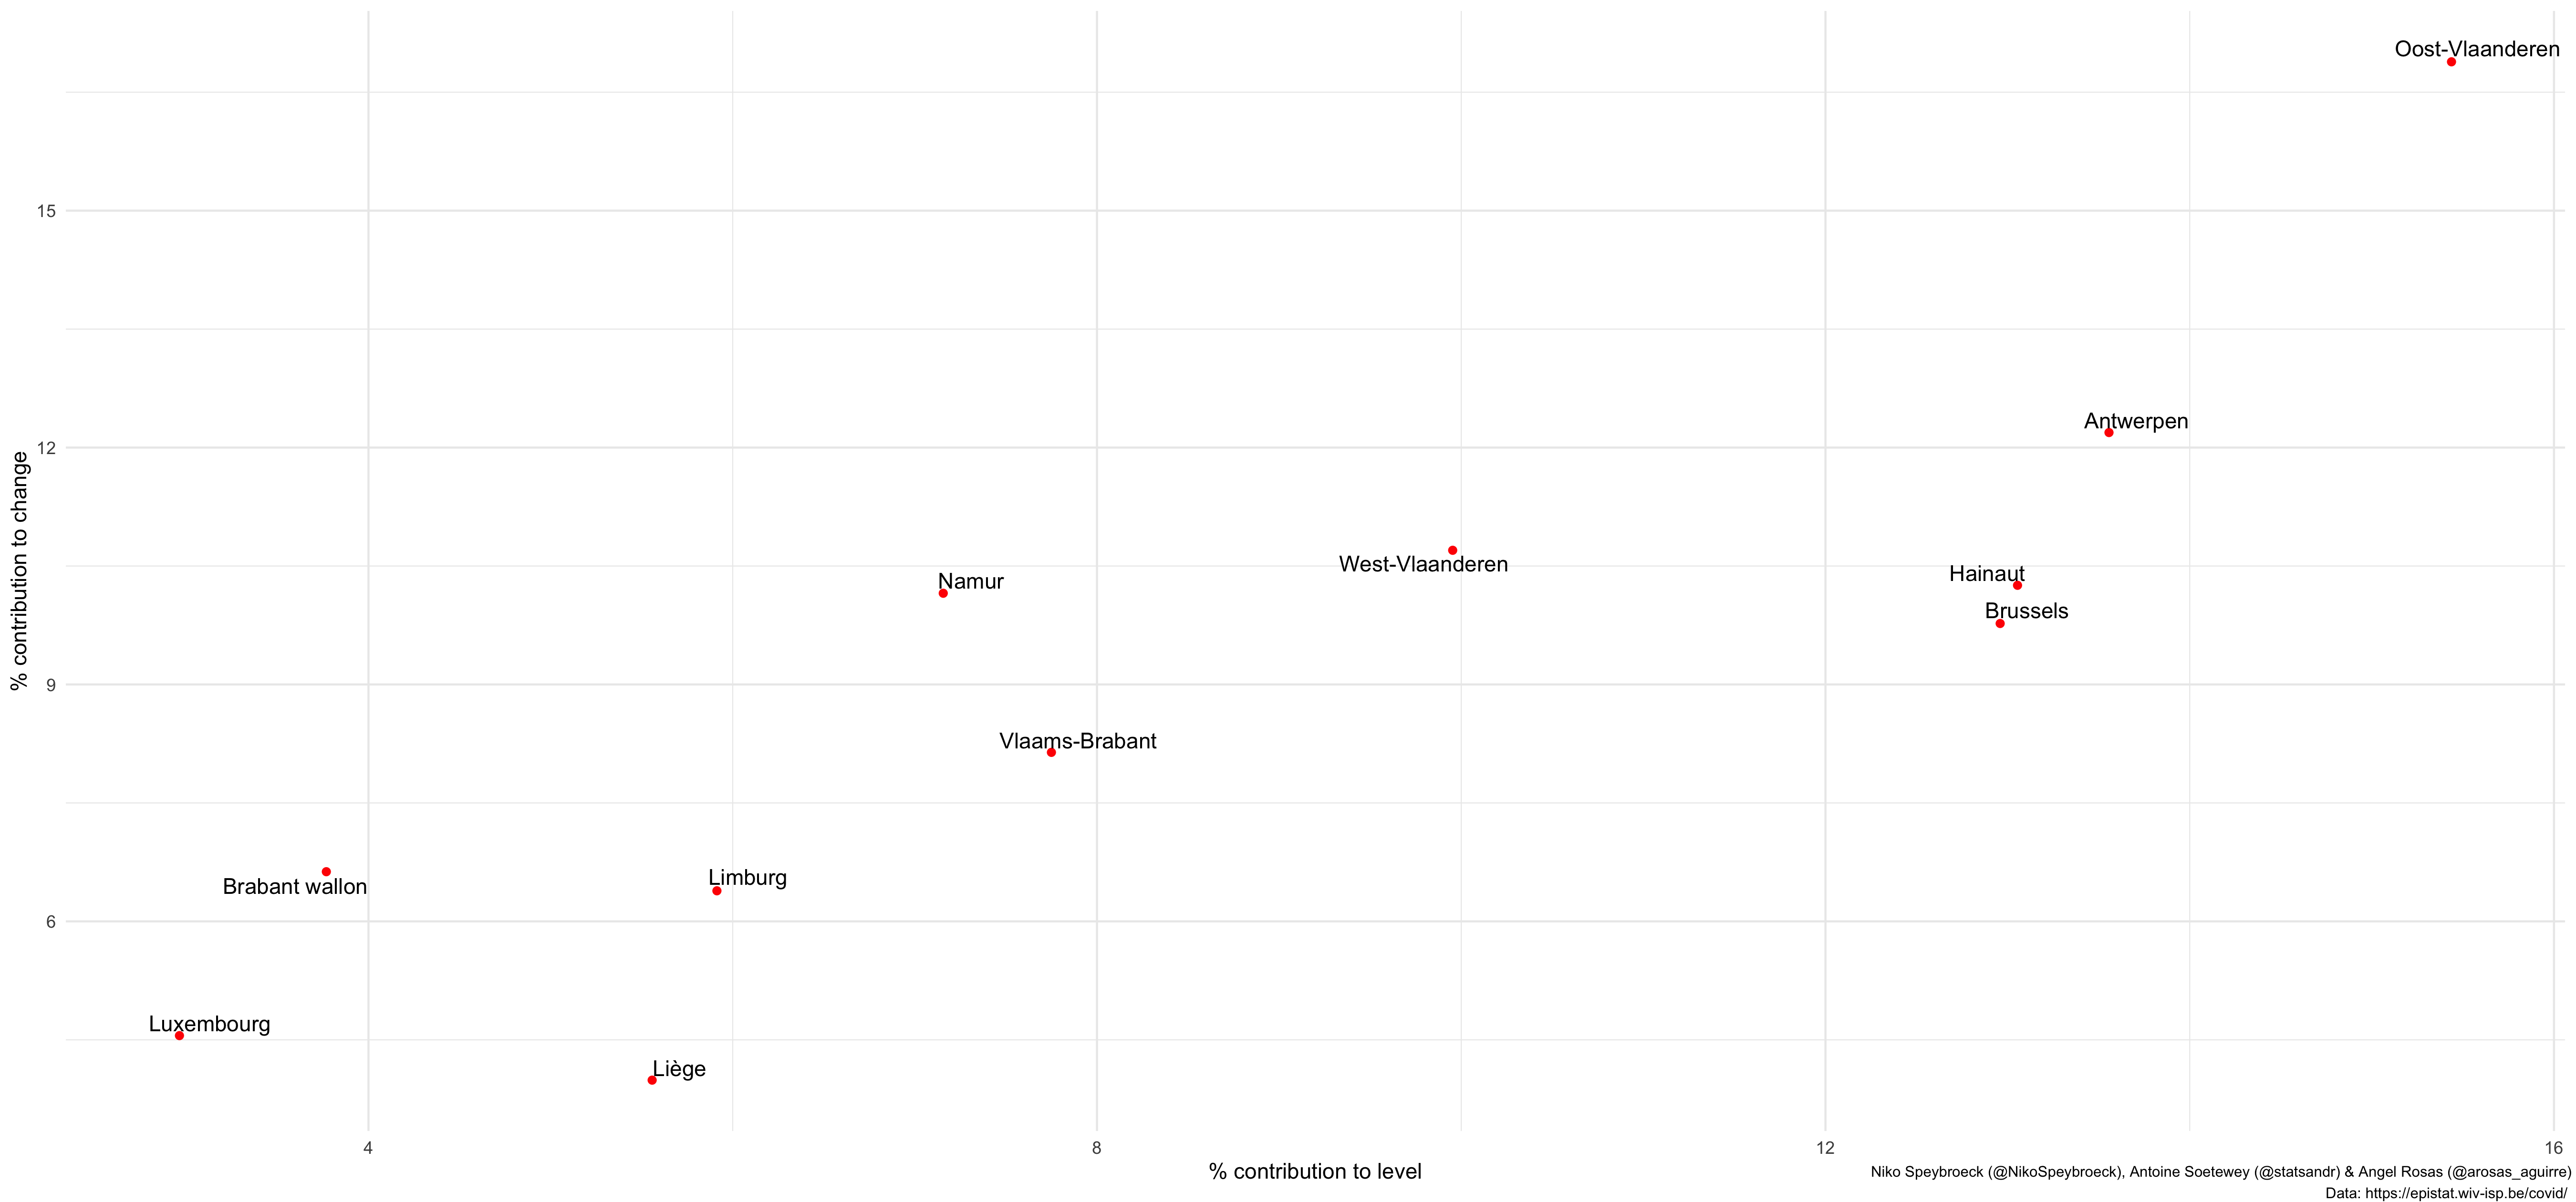 Oost-Vlaanderen
15
Antwerpen
12
% contribution to change
West-Vlaanderen
Hainaut
Namur
Brussels
9
Vlaams-Brabant
Limburg
Brabant wallon
6
Luxembourg
Liège
4
8
12
16
% contribution to level
Niko Speybroeck (@NikoSpeybroeck), Antoine Soetewey (@statsandr) & Angel Rosas (@arosas_aguirre)
Data: https://epistat.wiv-isp.be/covid/